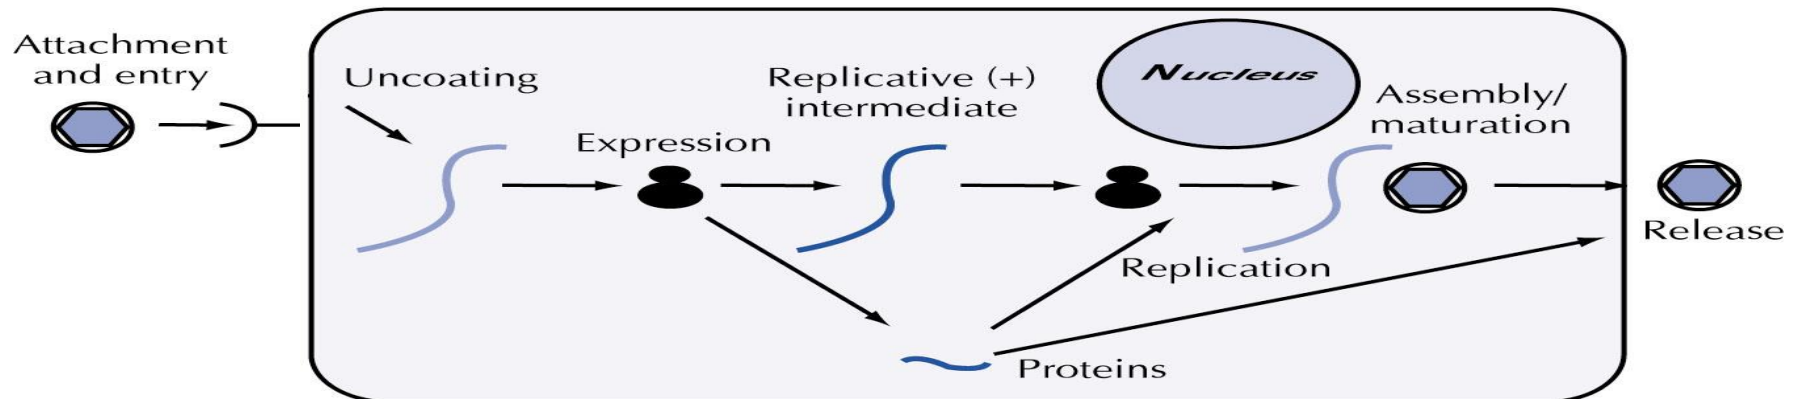 Attachment
and entry
Uncoating
Expression
Replicative (+)
intermediate
Nucleus
Assembly/
maturation
Replication
Release
Proteins